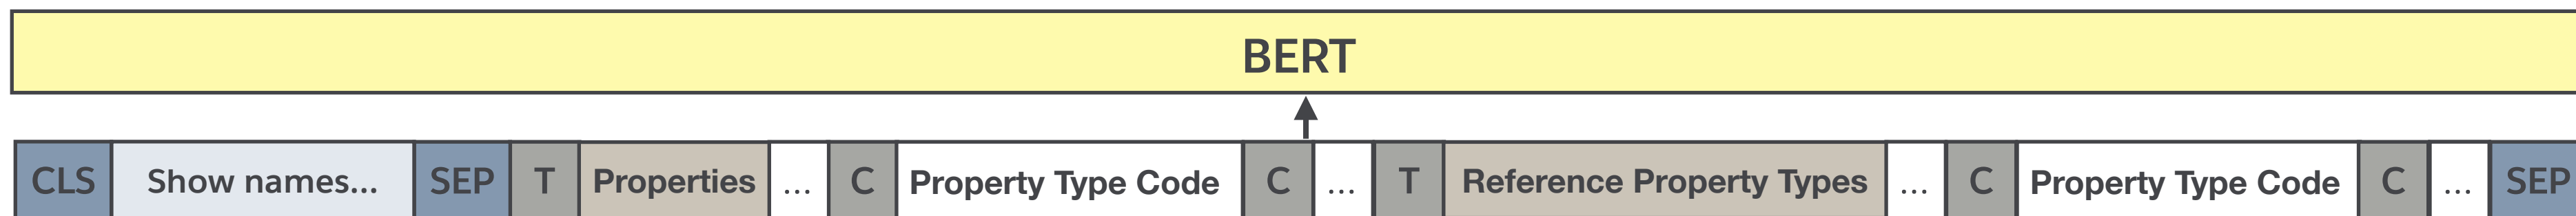 BERT
CLS Show names... SEP T Properties ... C Property Type Code C ... T Reference Property Types ... C Property Type Code C ... SEP